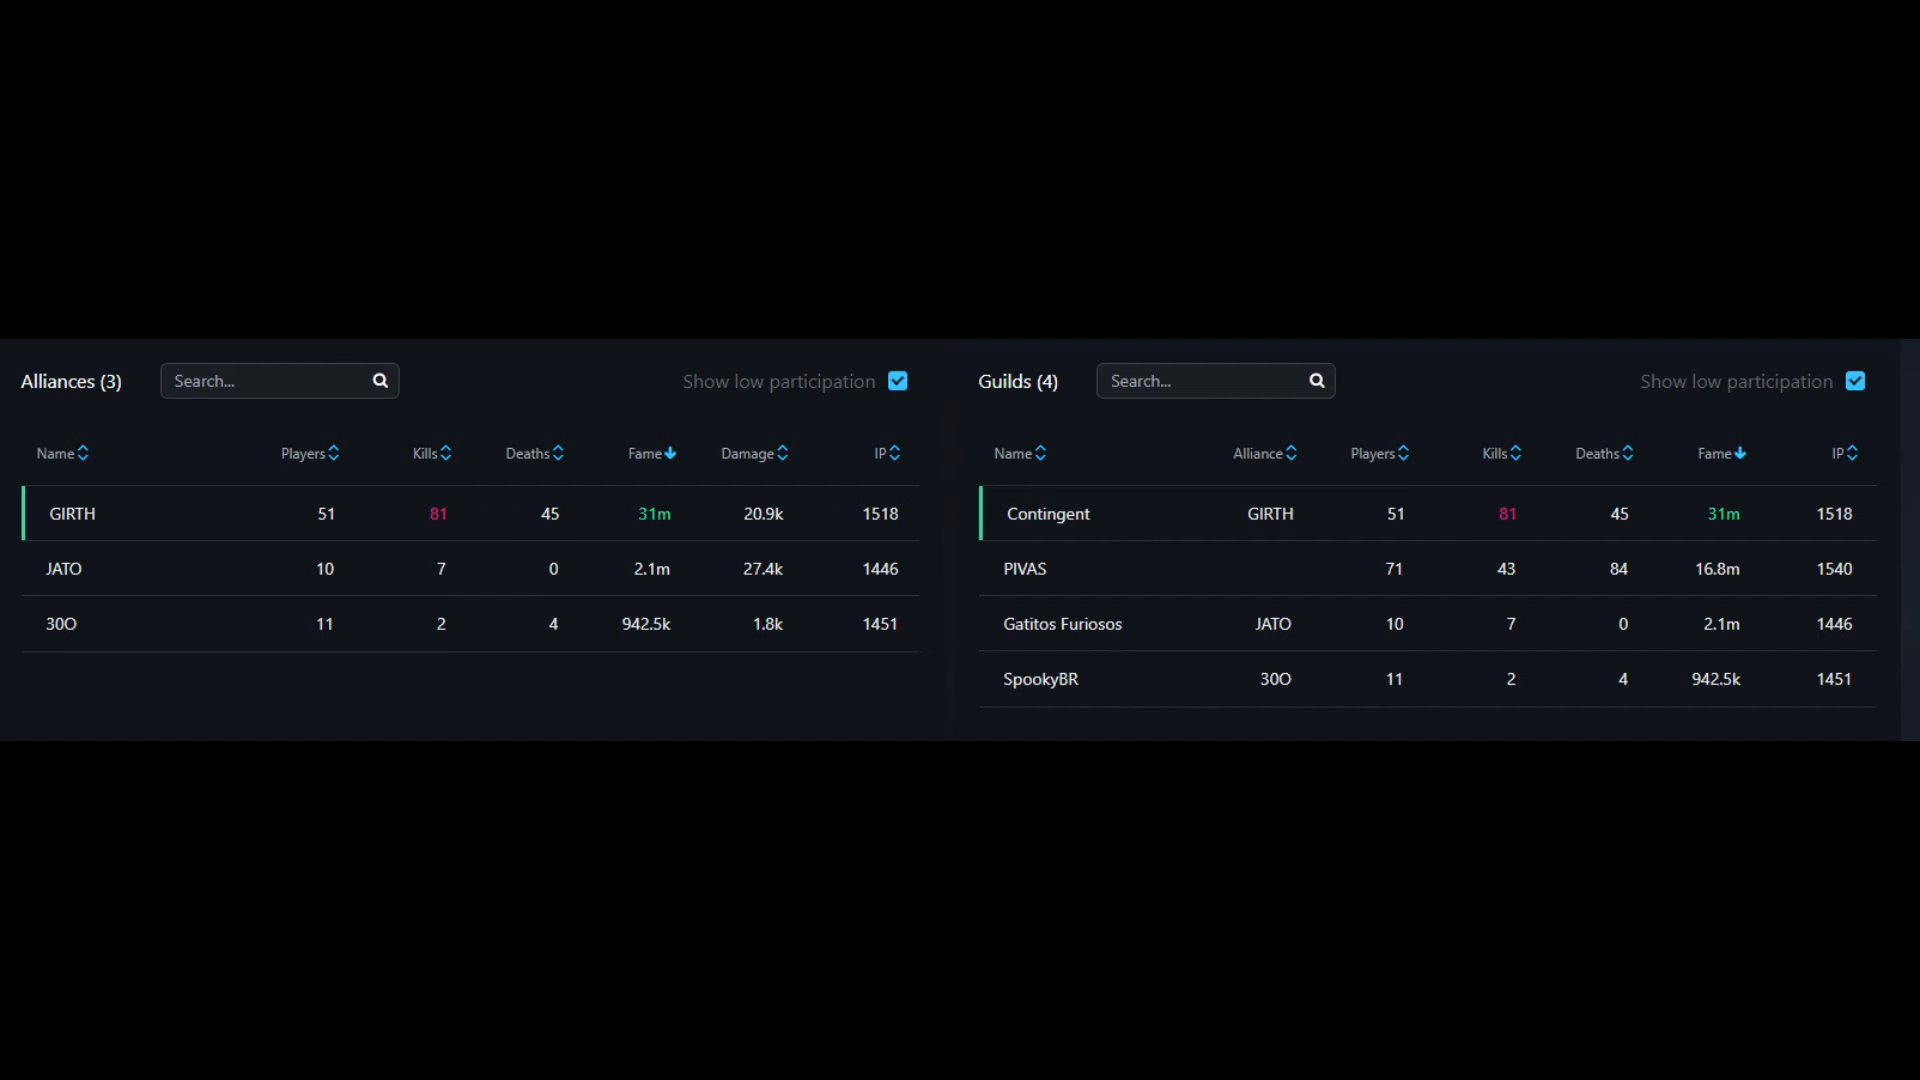 Alliances (3) Search... Show low participation
Name Players Kills Deaths Fame Damage IP
GIRTH 51 81 45 31m 20.9k 1518
JATO 10 7 0 2.1m 27.4k 1446
30O 11 2 4 942.5k 1.8k 1451
Guilds (4) Search... Show low participation
Name Alliance Players Kills Deaths Fame IP
Contingent GIRTH 51 81 45 31m 1518
PIVAS 71 43 84 16.8m 1540
Gatitos Furiosos JATO 10 7 0 2.1m 1446
SpookyBR 30O 11 2 4 942.5k 1451